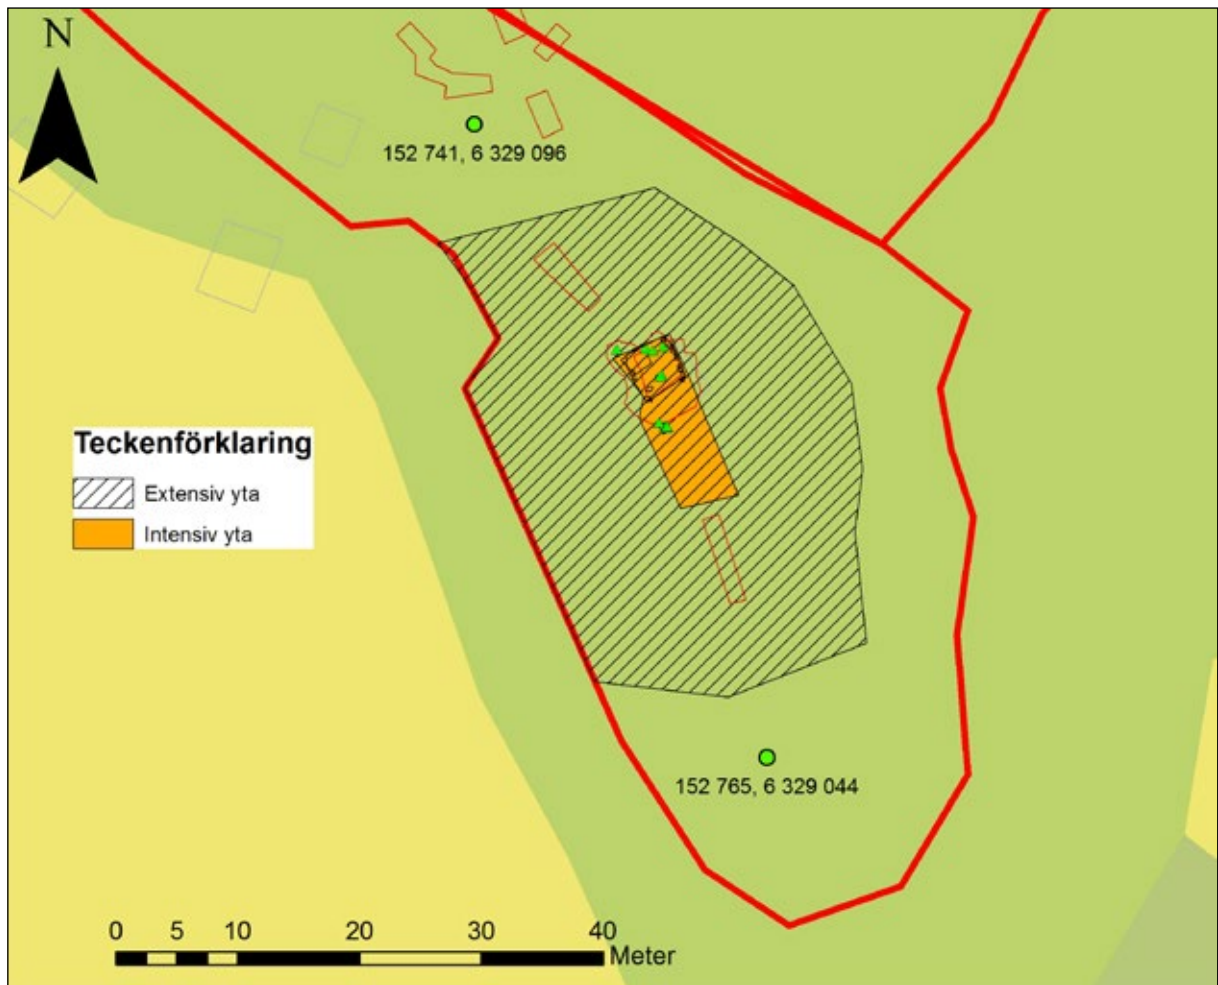 N
152 741, 6 329 096
Teckenförklaring
Extensiv yta
Intensiv yta
152 765, 6 329 044
0 5 10 20 30 40
Meter